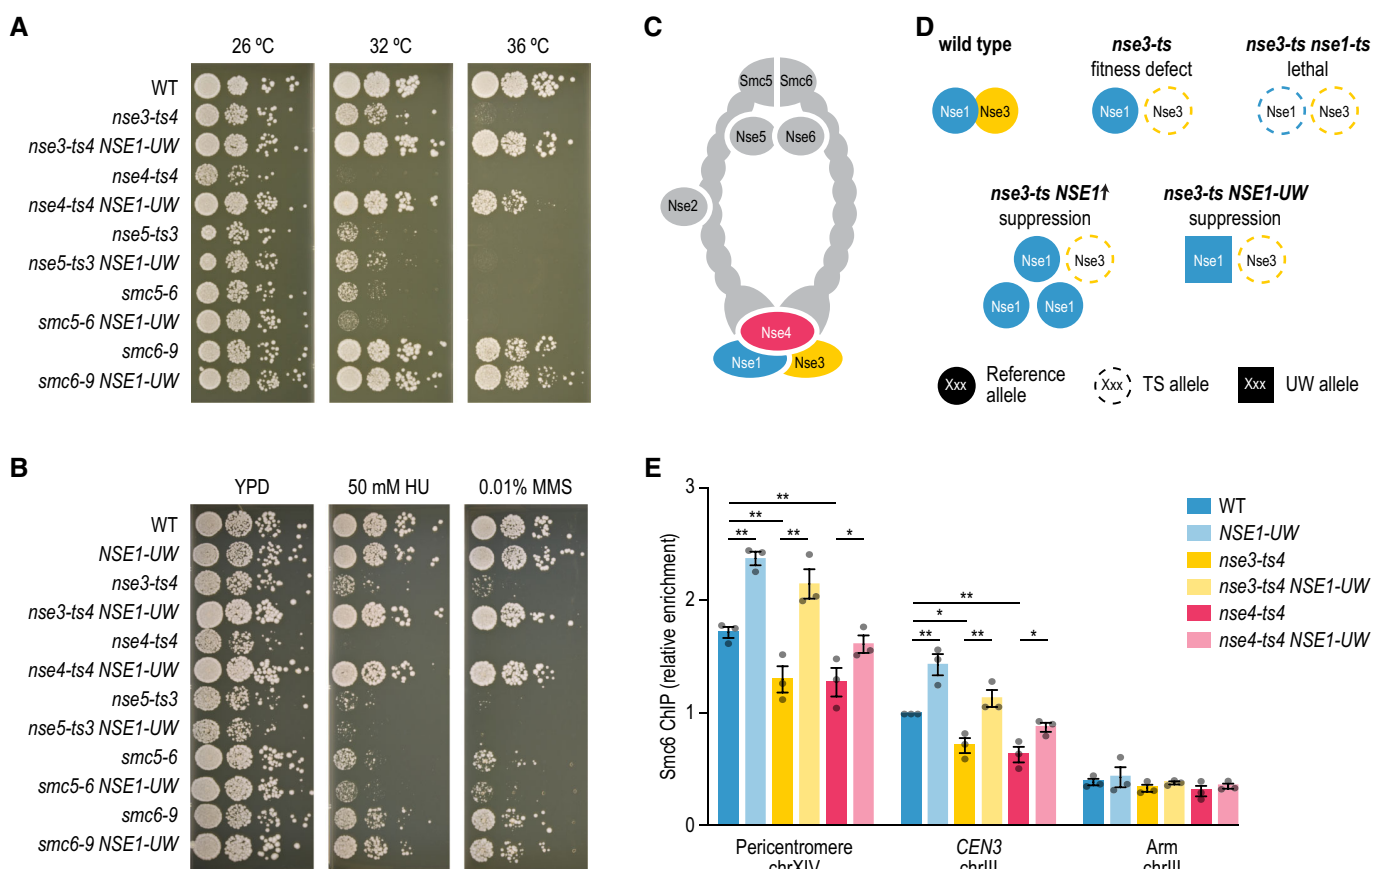 A
26 ºC 32 ºC 36 ºC
WT
nse3-ts4
nse3-ts4 NSE1-UW
nse4-ts4
nse4-ts4 NSE1-UW
nse5-ts3
nse5-ts3 NSE1-UW
smc5-6
smc5-6 NSE1-UW
smc6-9
smc6-9 NSE1-UW
B
YPD 50 mM HU 0.01% MMS
WT
NSE1-UW
nse3-ts4
nse3-ts4 NSE1-UW
nse4-ts4
nse4-ts4 NSE1-UW
nse5-ts3
nse5-ts3 NSE1-UW
smc5-6
smc5-6 NSE1-UW
smc6-9
smc6-9 NSE1-UW
C
Smc5 Smc6
Nse5 Nse6
Nse2
Nse4
Nse1 Nse3
D
wild type
Nse1 Nse3
nse3-ts
fitness defect
Nse1 Nse3
nse3-ts nse1-ts
lethal
Nse1 Nse3
nse3-ts NSE1↑
suppression
Nse1 Nse3
Nse1 Nse1
nse3-ts NSE1-UW
suppression
Nse1 Nse3
Xxx Reference
allele
Xxx TS allele
Xxx UW allele
E
Smc6 ChIP (relative enrichment)
3
2
1
0
**
**
** ** *
**
*
** ** *
WT
NSE1-UW
nse3-ts4
nse3-ts4 NSE1-UW
nse4-ts4
nse4-ts4 NSE1-UW
Pericentromere
chrXIV
CEN3
chrIII
Arm
chrIII